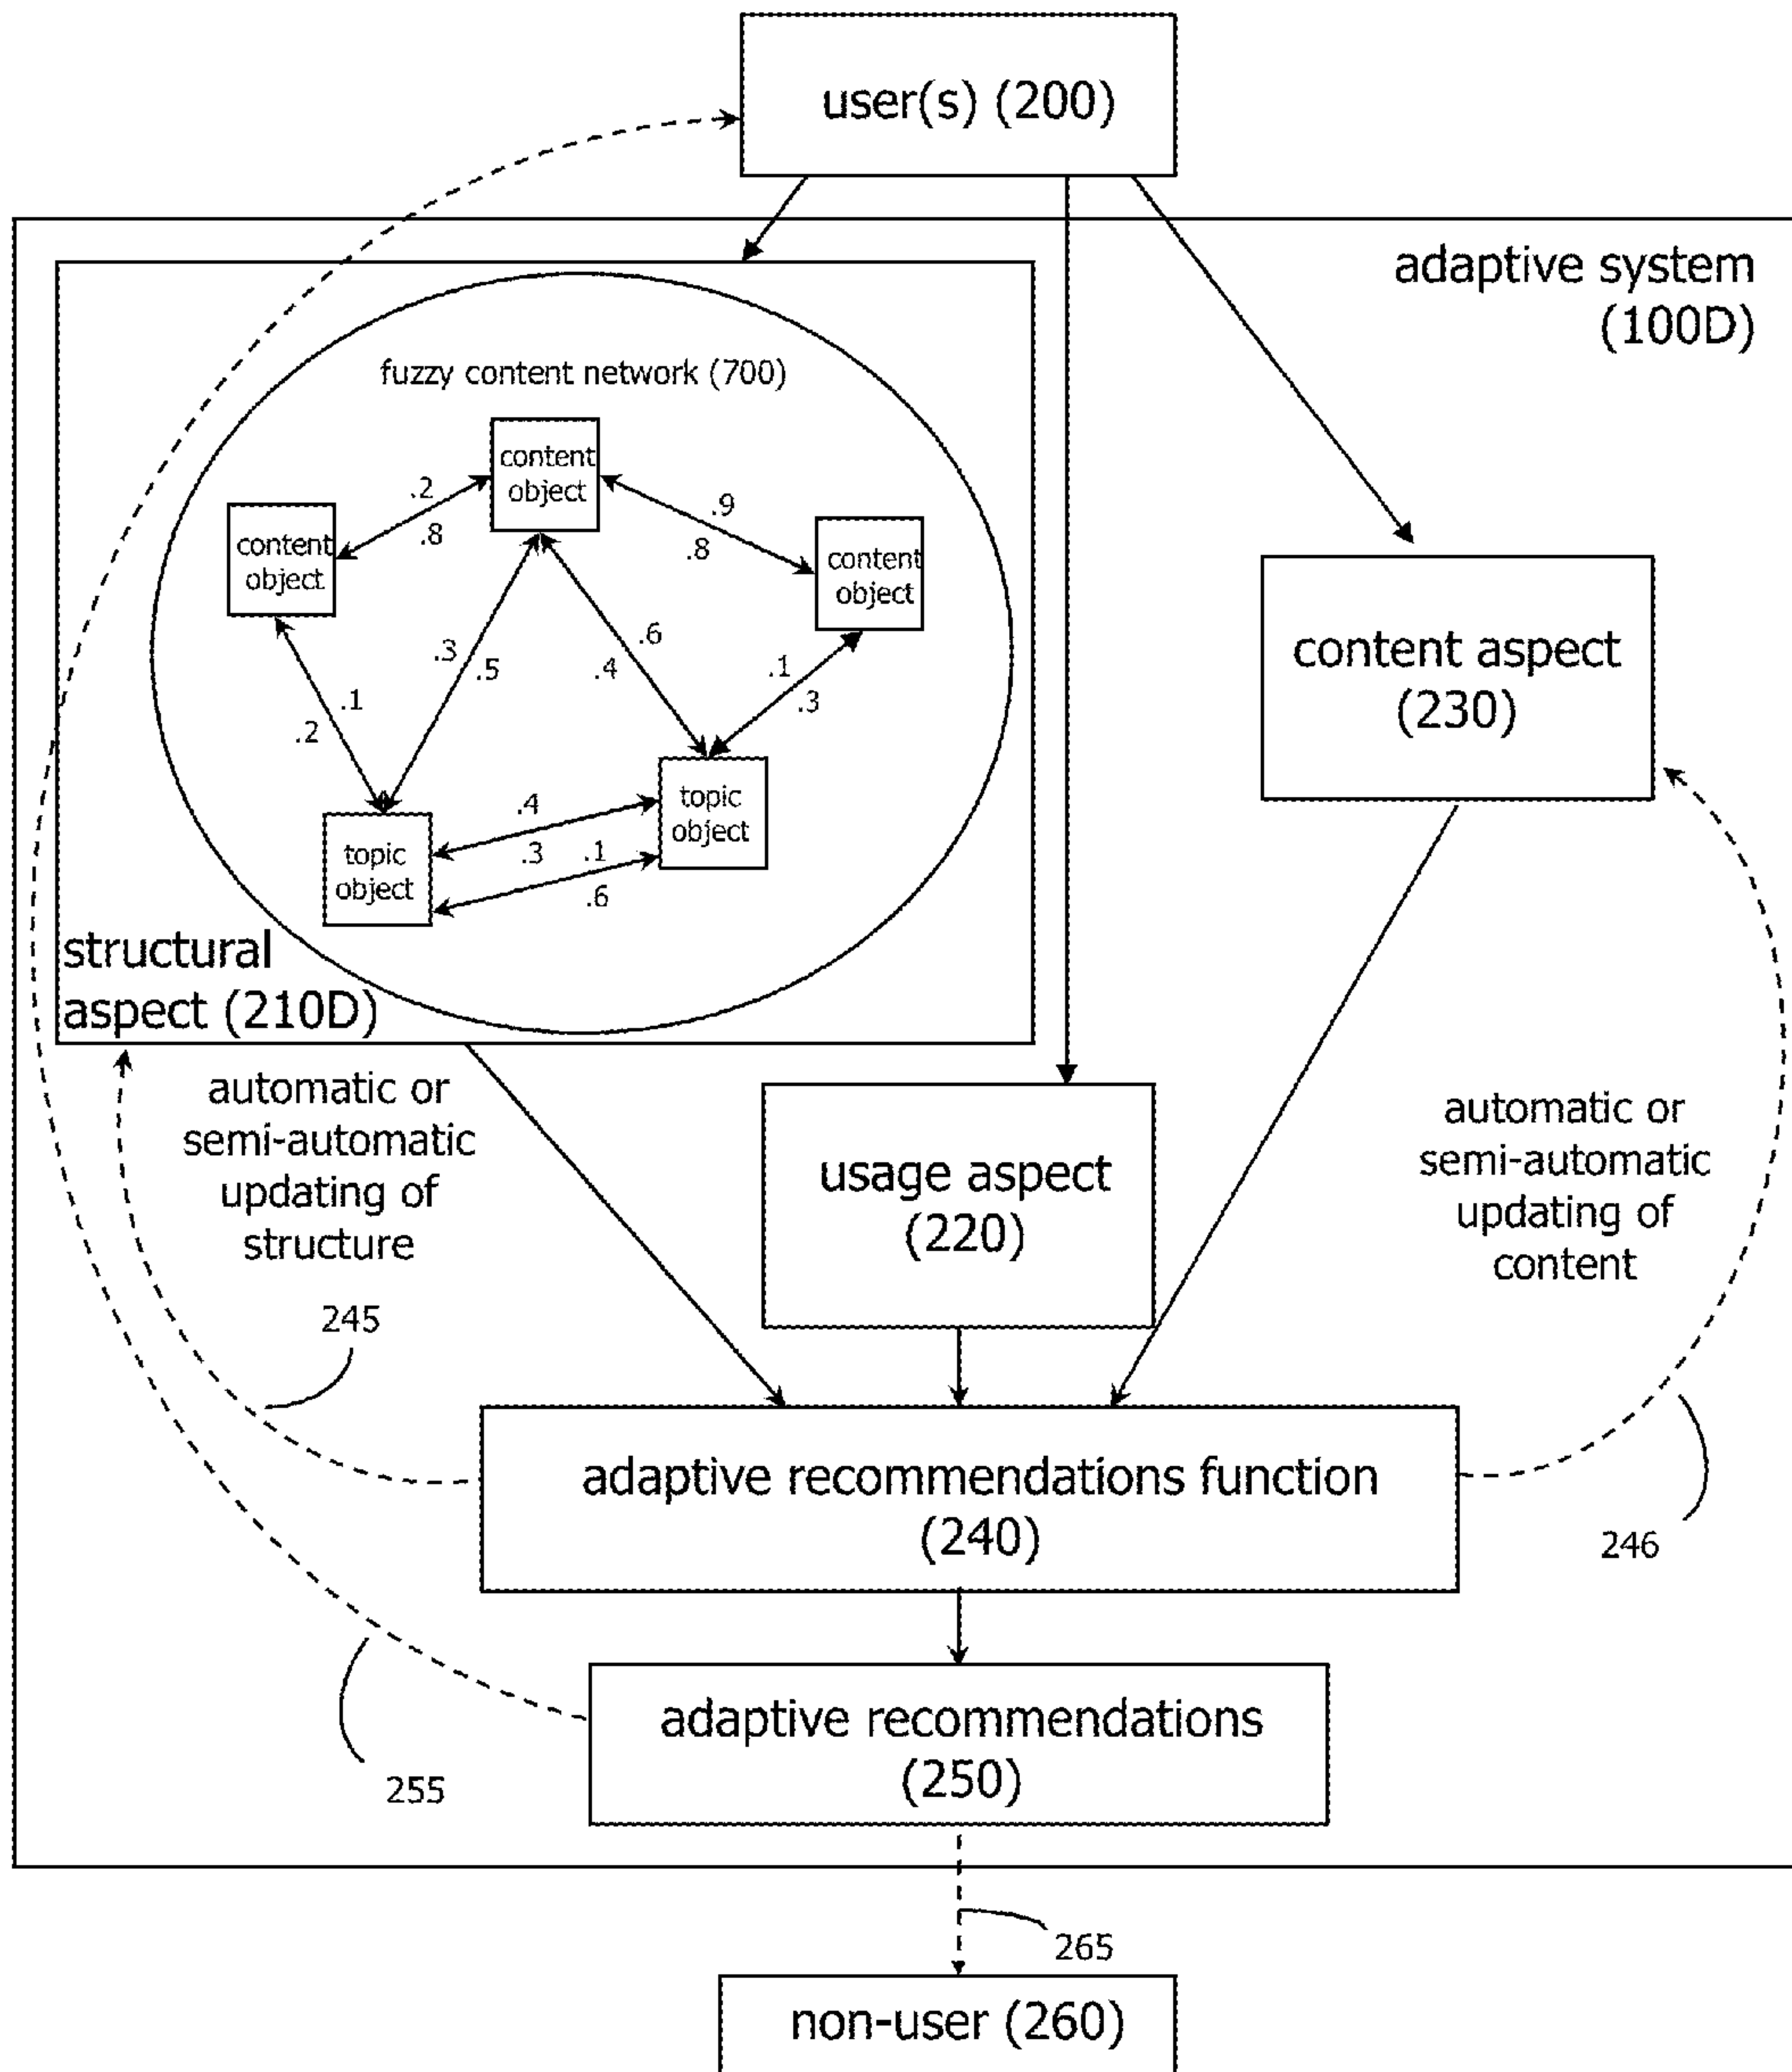 user(s) (200)
adaptive system
(100D)
fuzzy content network (700)
content
object
.2
.8
.9
.8
content
object
content
object
.3
.5
.6
.4
.1
.3
.1
.2
topic
object
.4
.3
.1
.6
topic
object
structural
aspect (210D)
content aspect
(230)
automatic or
semi-automatic
updating of
structure
245
usage aspect
(220)
automatic or
semi-automatic
updating of
content
246
adaptive recommendations function
(240)
adaptive recommendations
(250)
255
265
non-user (260)